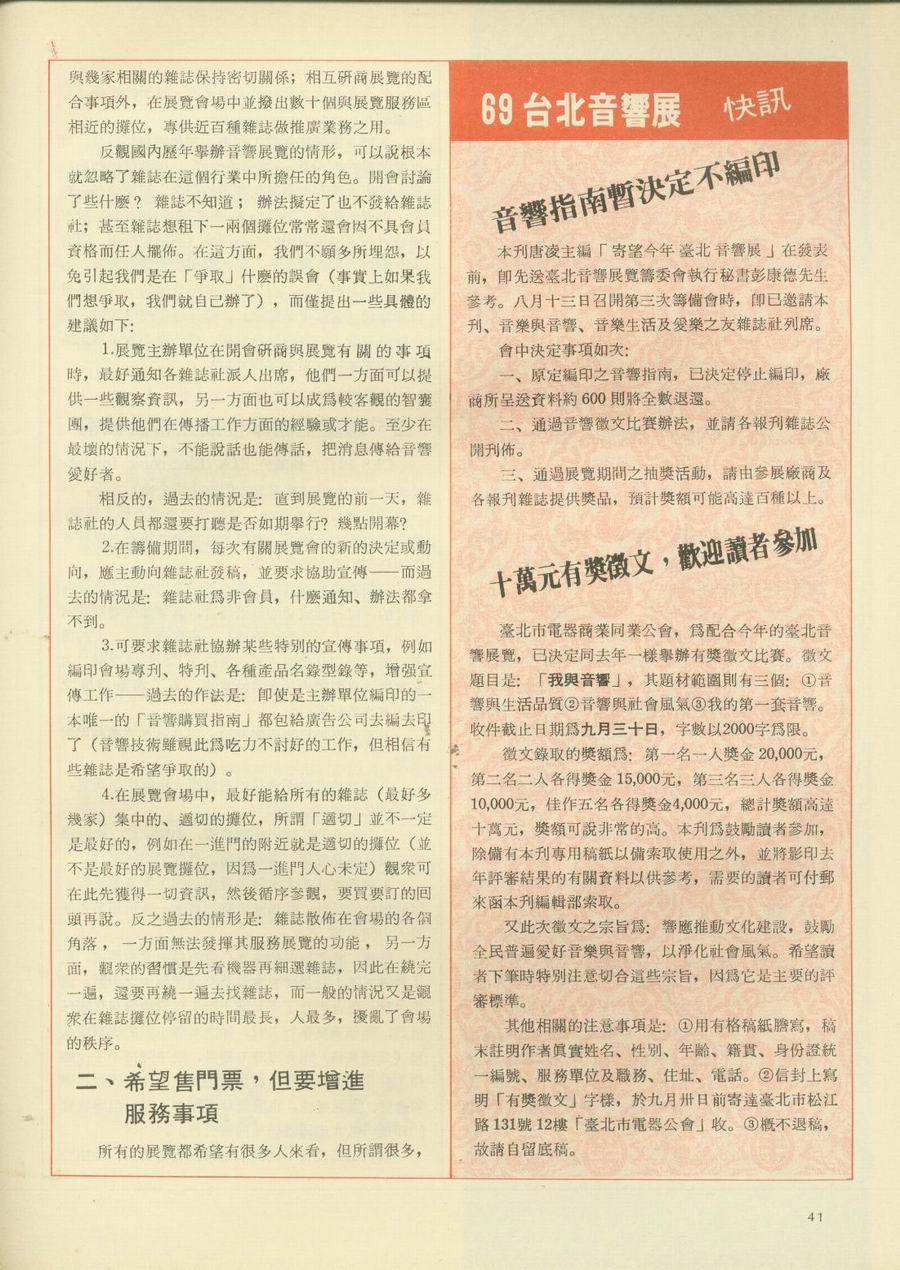 與幾家相關的雜誌保持密切關係；相互研商展覽的配
合事項外，在展覽會場中並撥出數十個與展覽服務區
相近的攤位，專供近百種雜誌做推廣業務之用。
反觀國內歷年舉辦音響展覽的情形，可以說根本
就忽略了雜誌在這個行業中所擔任的角色。開會討論
了些什麼？雜誌不知道；辦法擬定了也不發給雜誌
社；甚至雜誌想租下一兩個攤位常常還會因不具會員
資格而任人擺佈。在這方面，我們不願多所埋怨，以
免引起我們是在「爭取」什麼的誤會（事實上如果我
們想爭取，我們就自己辦了），而僅提出一些具體的
建議如下：
1.展覽主辦單位在開會研商與展覽有關的事項
時，最好通知各雜誌社派人出席，他們一方面可以提
供一些觀察資訊，另一方面也可以成爲較客觀的智囊
團，提供他們在傳播工作方面的經驗或才能。至少在
最壞的情況下，不能說話也能傳話，把消息傳給音響
愛好者。
相反的，過去的情況是：直到展覽的前一天，雜
誌社的人員都還要打聽是否如期舉行？幾點開幕？
2.在籌備期間，每次有關展覽會的新的決定或動
向，應主動向雜誌社發稿，並要求協助宣傳——而過
去的情況是：雜誌社爲非會員，什麼通知、辦法都拿
不到。
3.可要求雜誌社協辦某些特別的宣傳事項，例如
編印會場專刊、特刊、各種產品名錄型錄等，增强宣
傳工作——過去的作法是：卽使是主辦單位編印的一
本唯一的「音響購買指南」都包給廣告公司去編去印
了（音響技術雖視此爲吃力不討好的工作，但相信有
些雜誌是希望爭取的）。
4.在展覽會場中，最好能給所有的雜誌（最好多
幾家）集中的、適切的攤位，所謂「適切」並不一定
是最好的，例如在一進門的附近就是適切的攤位（並
不是最好的展覽攤位，因爲一進門人心未定）觀衆可
在此先獲得一切資訊，然後循序參觀，要買要訂的回
頭再說。反之過去的情形是：雜誌散佈在會場的各個
角落，一方面無法發揮其服務展覽的功能，另一方
面，觀衆的習慣是先看機器再細選雜誌，因此在繞完
一遍，還要再繞一遍去找雜誌，而一般的情況又是觀
衆在雜誌攤位停留的時間最長，人最多，擾亂了會場
的秩序。
二、希望售門票，但要增進
服務事項
所有的展覽都希望有很多人來看，但所謂很多，
69台北音響展 快訊
音響指南暫決定不編印
本刊唐凌主編「寄望今年臺北音響展」在發表
前，卽先送臺北音響展覽籌委會執行秘書彭康德先生
參考。八月十三日召開第三次籌備會時，卽已邀請本
刊、音樂與音響、音樂生活及愛樂之友雜誌社列席。
會中決定事項如次：
一、原定編印之音響指南，已決定停止編印，廠
商所呈送資料約600則將全數退還。
二、通過音響徵文比賽辦法，並請各報刊雜誌公
開刊佈。
三、通過展覽期間之抽獎活動，請由參展廠商及
各報刊雜誌提供獎品，預計獎額可能高達百種以上。
十萬元有獎徵文，歡迎讀者參加
臺北市電器商業同業公會，爲配合今年的臺北音
響展覽，已決定同去年一樣舉辦有獎徵文比賽。徵文
題目是：「我與音響」，其題材範圍則有三個：①音
響與生活品質②音響與社會風氣③我的第一套音響。
收件截止日期爲九月三十日，字數以2000字爲限。
徵文錄取的獎額爲：第一名一人獎金20,000元，
第二名二人各得獎金15,000元，第三名三人各得獎金
10,000元，佳作五名各得獎金4,000元，總計獎額高達
十萬元，獎額可說非常的高。本刊爲鼓勵讀者參加，
除備有本刊專用稿紙以備索取使用之外，並將影印去
年評審結果的有關資料以供參考，需要的讀者可付郵
來函本刊編輯部索取。
又此次徵文之宗旨爲：響應推動文化建設，鼓勵
全民普遍愛好音樂與音響，以淨化社會風氣。希望讀
者下筆時特別注意切合這些宗旨，因爲它是主要的評
審標準。
其他相關的注意事項是：①用有格稿紙謄寫，稿
末註明作者眞實姓名、性別、年齡、籍貫、身份證統
一編號、服務單位及職務、住址、電話。②信封上寫
明「有獎徵文」字樣，於九月卅日前寄達臺北市松江
路131號12樓「臺北市電器公會」收。③概不退稿，
故請自留底稿。
41